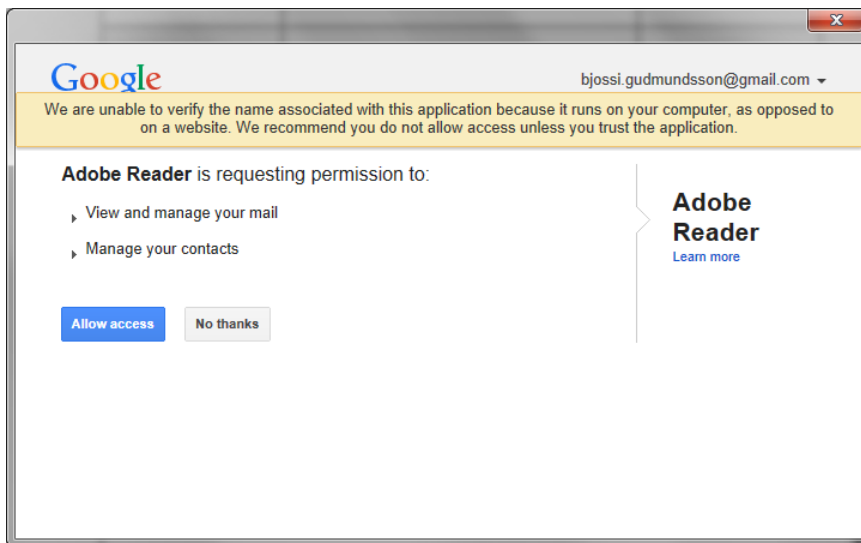 Google
bjossi.gudmundsson@gmail.com
We are unable to verify the name associated with this application because it runs on your computer, as opposed to
on a website. We recommend you do not allow access unless you trust the application.
Adobe Reader is requesting permission to:
View and manage your mail
Manage your contacts
Adobe
Reader
Learn more
Allow access
No thanks